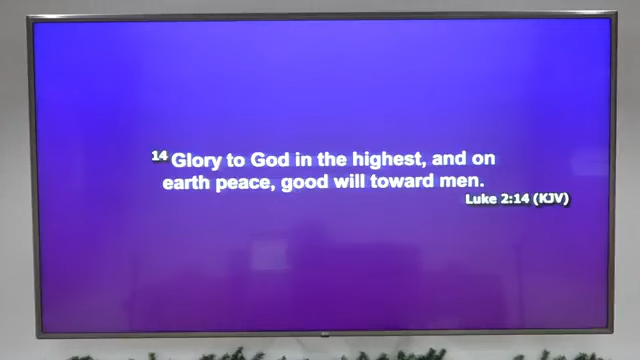 14 Glory to God in the highest, and on
earth peace, good will toward men.
Luke 2:14 (KJV)